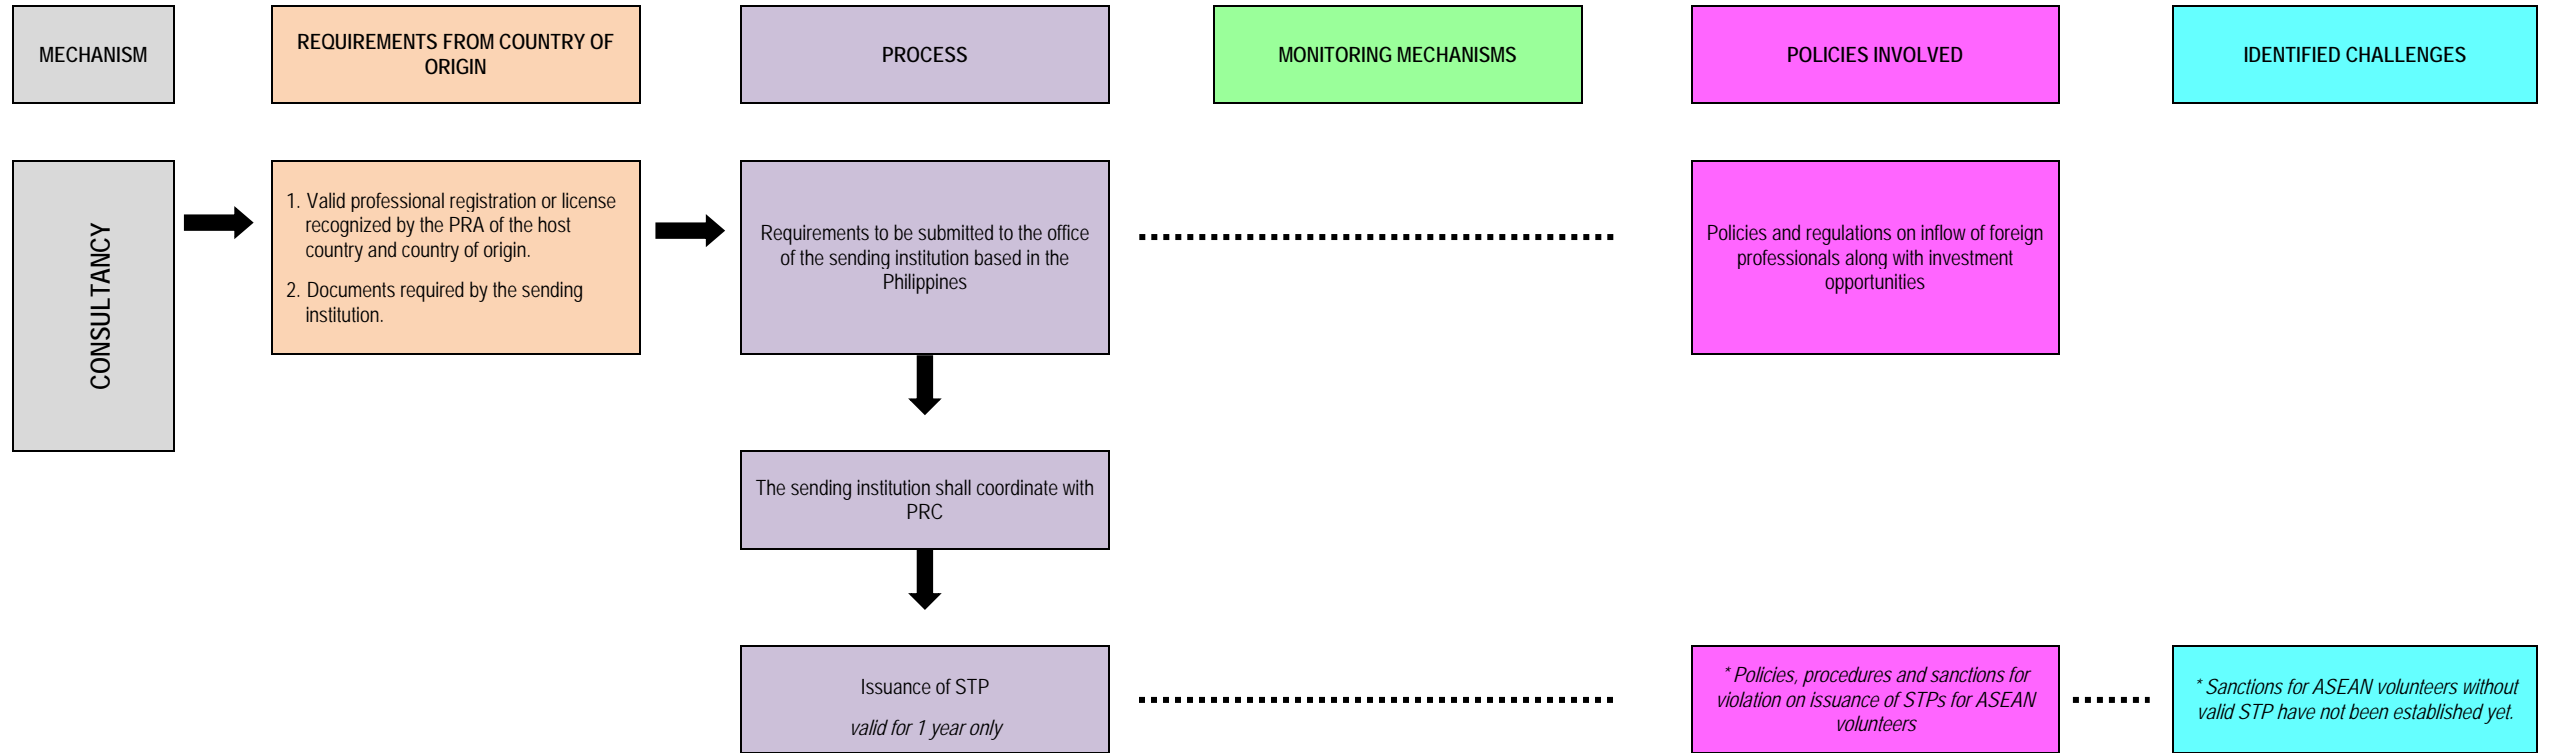 MECHANISM
REQUIREMENTS FROM COUNTRY OF
ORIGIN
PROCESS
MONITORING MECHANISMS
POLICIES INVOLVED
IDENTIFIED CHALLENGES
CONSULTANCY
1. Valid professional registration or license
recognized by the PRA of the host
country and country of origin.
2. Documents required by the sending
institution.
Requirements to be submitted to the office
of the sending institution based in the
Philippines
Policies and regulations on inflow of foreign
professionals along with investment
opportunities
The sending institution shall coordinate with
PRC
Issuance of STP
valid for 1 year only
* Policies, procedures and sanctions for
violation on issuance of STPs for ASEAN
volunteers
* Sanctions for ASEAN volunteers without
valid STP have not been established yet.